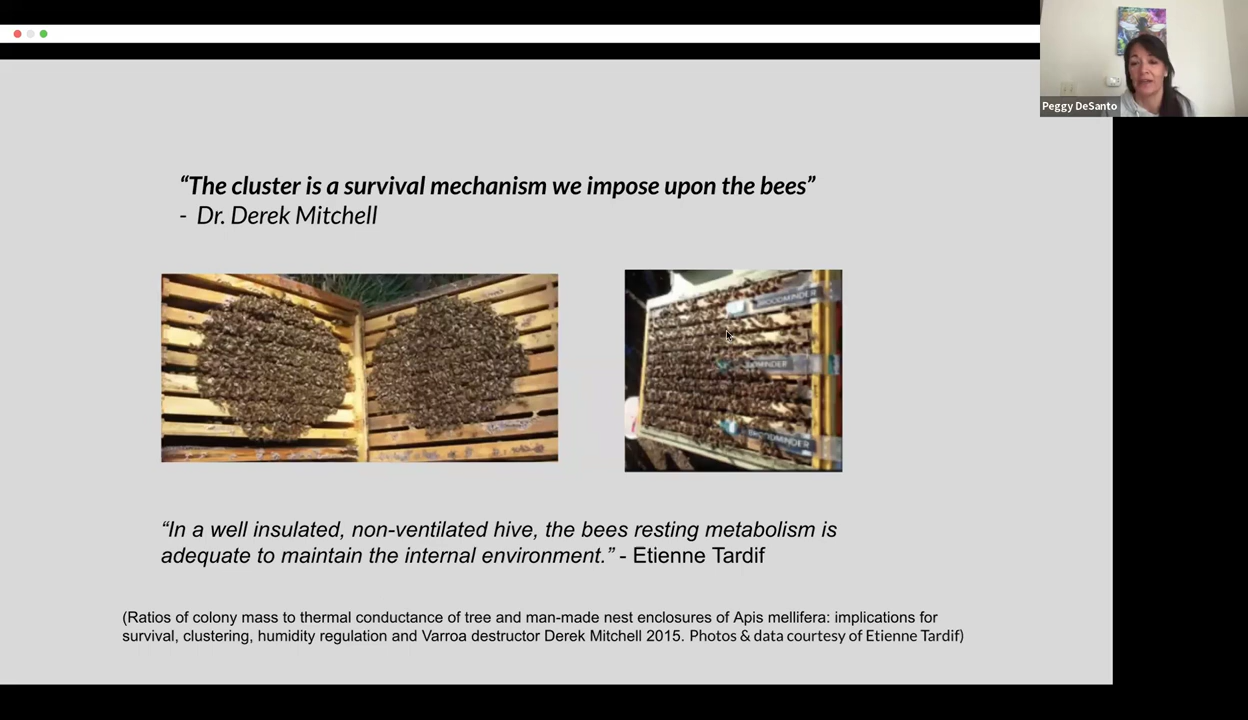 Peggy DeSanto
“The cluster is a survival mechanism we impose upon the bees”
- Dr. Derek Mitchell
BROODMINDER
BROODMINDER
“In a well insulated, non-ventilated hive, the bees resting metabolism is
adequate to maintain the internal environment.” - Etienne Tardif
(Ratios of colony mass to thermal conductance of tree and man-made nest enclosures of Apis mellifera: implications for
survival, clustering, humidity regulation and Varroa destructor Derek Mitchell 2015. Photos & data courtesy of Etienne Tardif)